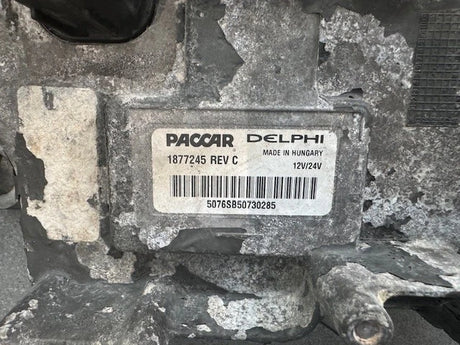 PACCAR DELPHI
1877245 REV C MADE IN HUNGARY
12V/24V
5076SB50730285